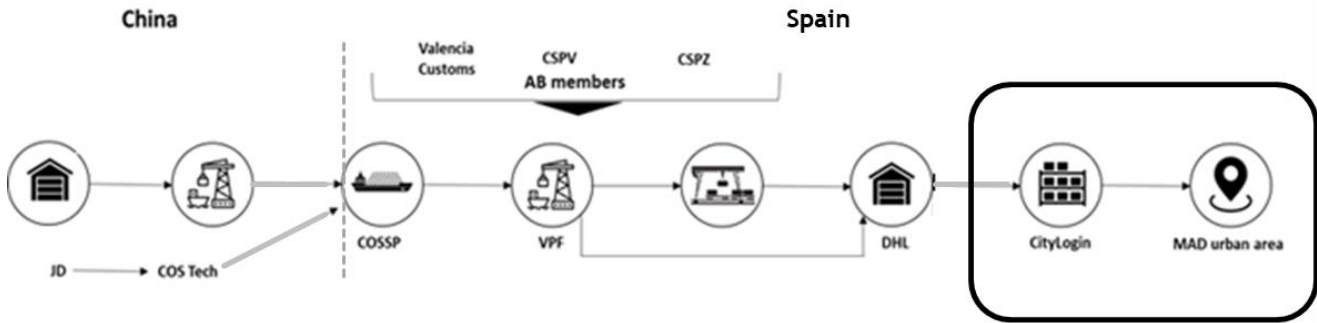 China
Spain
Valencia
Customs
CSPV
CSPZ
AB members
COSSP
VPF
DHL
CityLogin
MAD urban area
JD
COS Tech